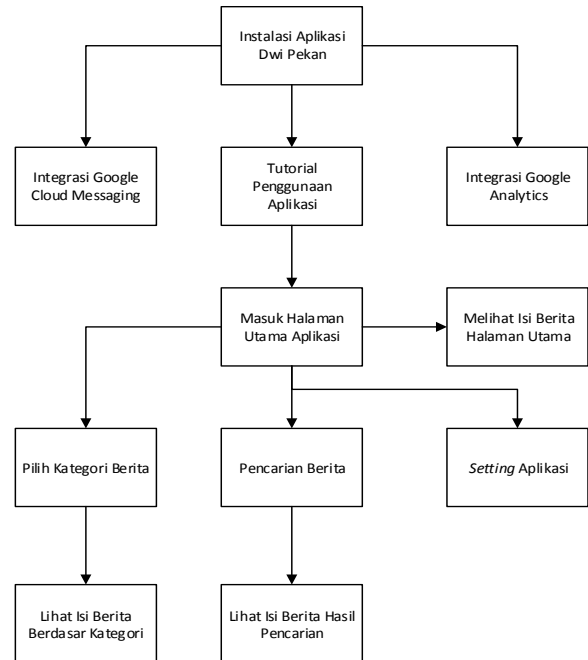 Instalasi Aplikasi
Dwi Pekan
Integrasi Google
Cloud Messaging
Tutorial
Penggunaan
Aplikasi
Integrasi Google
Analytics
Masuk Halaman
Utama Aplikasi
Melihat Isi Berita
Halaman Utama
Pilih Kategori Berita
Pencarian Berita
Setting Aplikasi
Lihat Isi Berita
Berdasar Kategori
Lihat Isi Berita Hasil
Pencarian